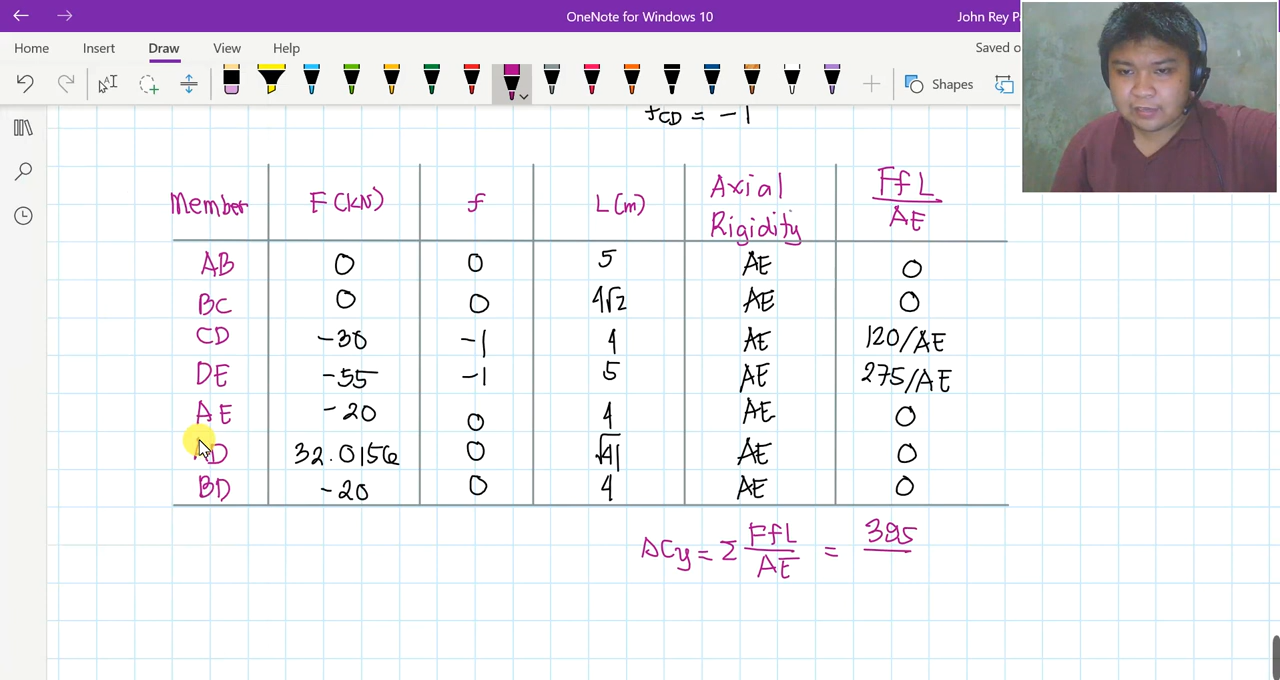 OneNote for Windows 10
John Rey P
Home Insert Draw View Help
Saved o
Shapes
fCD = -1
Member F (kN) f L (m) Axial Rigidity FfL/AE
AB 0 0 5 AE 0
BC 0 0 4√2 AE 0
CD -30 -1 4 AE 120/AE
DE -55 -1 5 AE 275/AE
AE -20 0 4 AE 0
AD 32.0156 0 √41 AE 0
BD -20 0 4 AE 0
ΔCy = Σ FfL/AE = 395